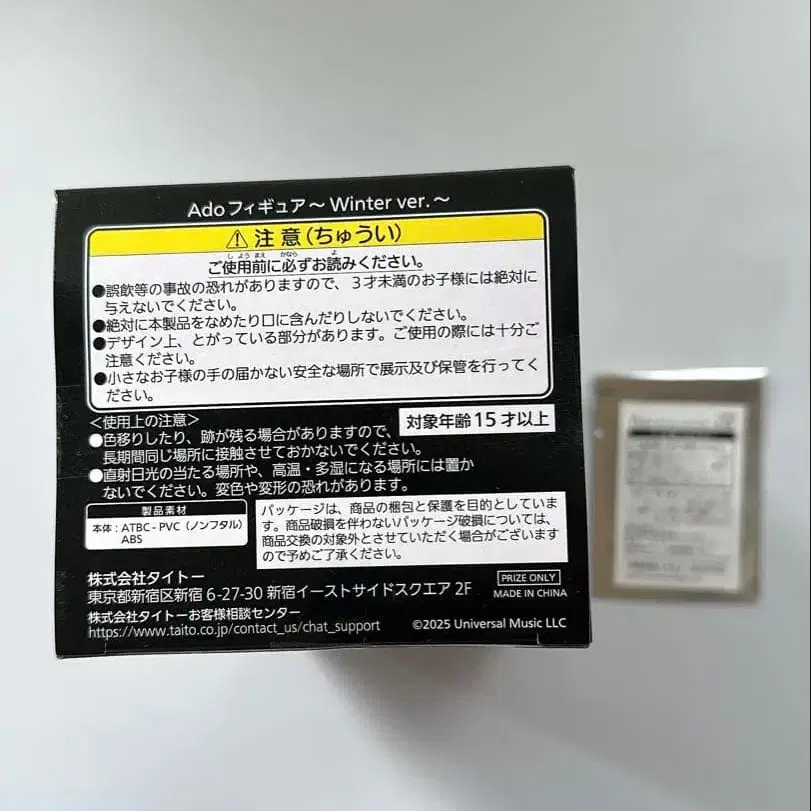 Adoフィギュア～ Winter ver.～
⚠ 注意(ちゅうい)
しようまえ かなら よ
ご使用前に必ずお読みください。
●誤飲等の事故の恐れがありますので、3才未満のお子様には絶対に
与えないでください。
●絶対に本製品をなめたり口に含んだりしないでください。
●デザイン上、とがっている部分があります。ご使用の際には十分ご
注意ください。
●小さなお子様の手の届かない安全な場所で展示及び保管を行ってく
ださい。
＜使用上の注意＞
対象年齢15才以上
●色移りしたり、跡が残る場合がありますので、
長期間同じ場所に接触させておかないでください。
●直射日光の当たる場所や、高温・多湿になる場所には置か
ないでください。変色や変形の恐れがあります。
製品素材
本体：ATBC-PVC（ノンフタル）
ABS
パッケージは、商品の梱包と保護を目的としていま
す。商品破損を伴わないパッケージ破損については、
商品交換の対象外とさせていただく場合がございます
ので予めご了承ください。
株式会社タイトー
東京都新宿区新宿 6-27-30 新宿イーストサイドスクエア 2F
株式会社タイトーお客様相談センター
https://www.taito.co.jp/contact_us/chat_support
PRIZE ONLY
MADE IN CHINA
©2025 Universal Music LLC